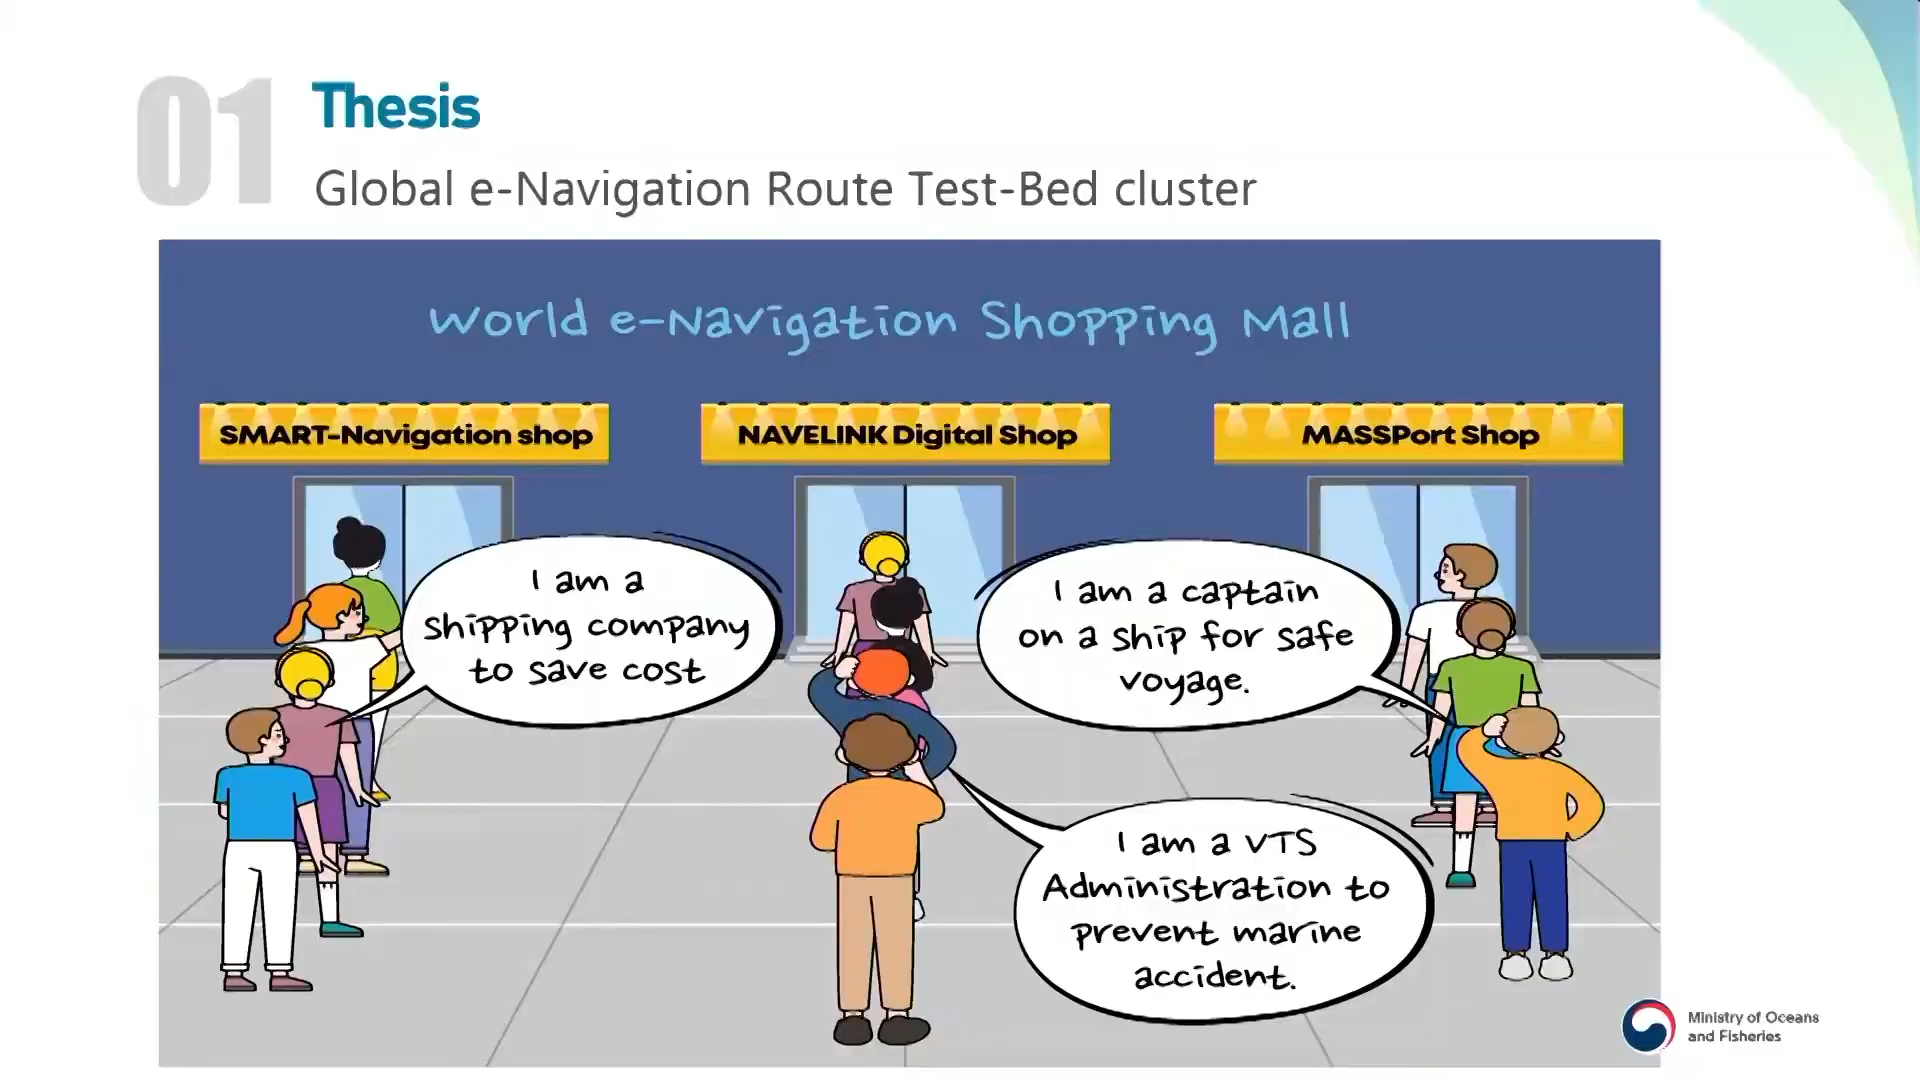 01
Thesis
Global e-Navigation Route Test-Bed cluster
World e-Navigation Shopping Mall
SMART-Navigation shop
NAVELINK Digital Shop
MASSPort Shop
I am a
shipping company
to save cost
I am a captain
on a ship for safe
voyage.
I am a VTS
Administration to
prevent marine
accident.
Ministry of Oceans
and Fisheries